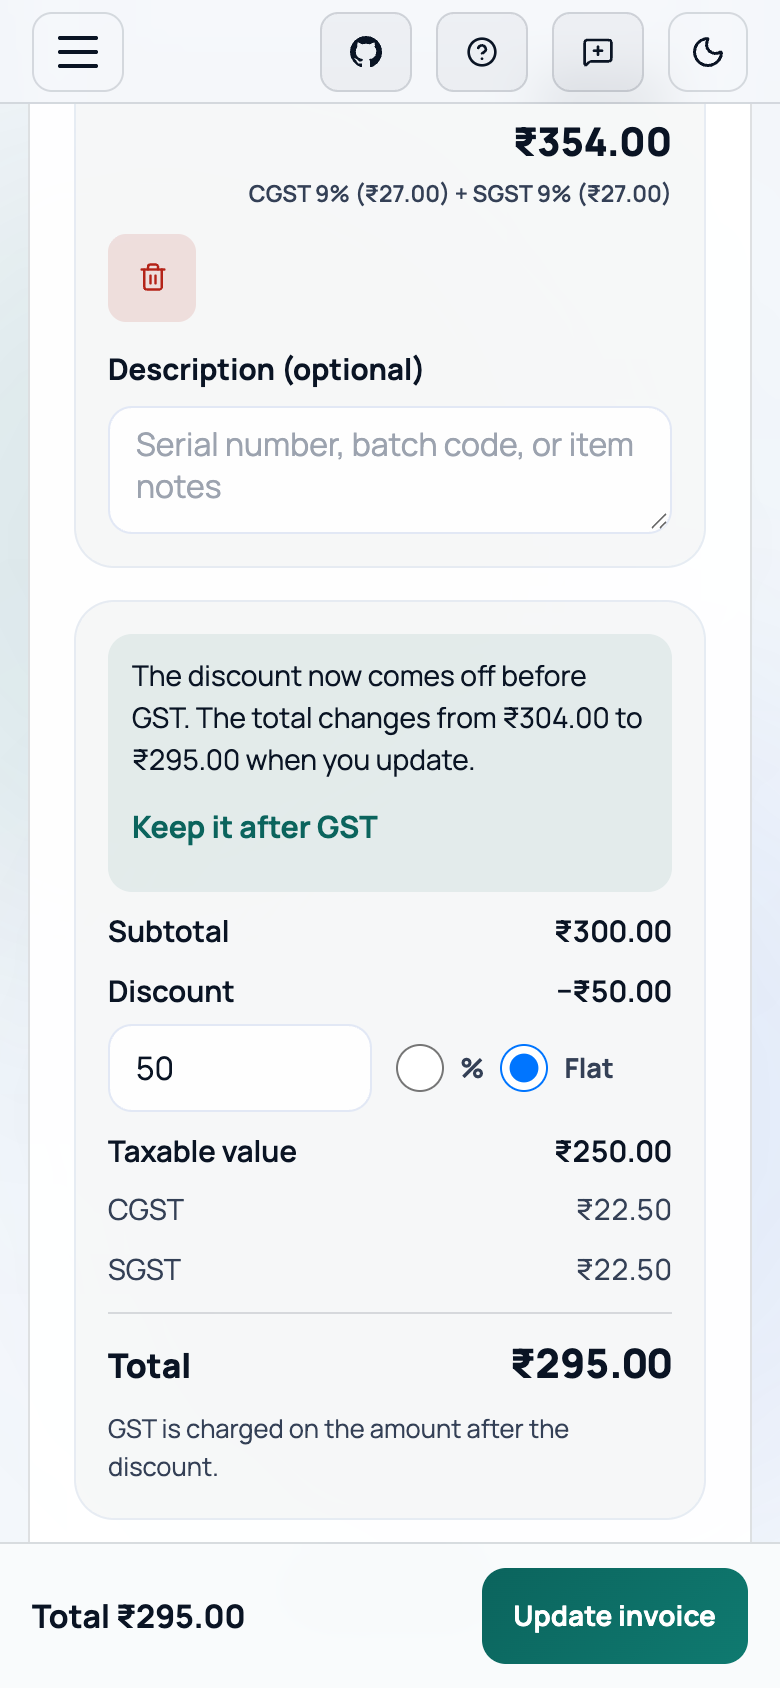 ₹354.00
CGST 9% (₹27.00) + SGST 9% (₹27.00)
Description (optional)
Serial number, batch code, or item
notes
The discount now comes off before
GST. The total changes from ₹304.00 to
₹295.00 when you update.
Keep it after GST
Subtotal ₹300.00
Discount −₹50.00
50 % Flat
Taxable value ₹250.00
CGST ₹22.50
SGST ₹22.50
Total ₹295.00
GST is charged on the amount after the
discount.
Total ₹295.00 Update invoice